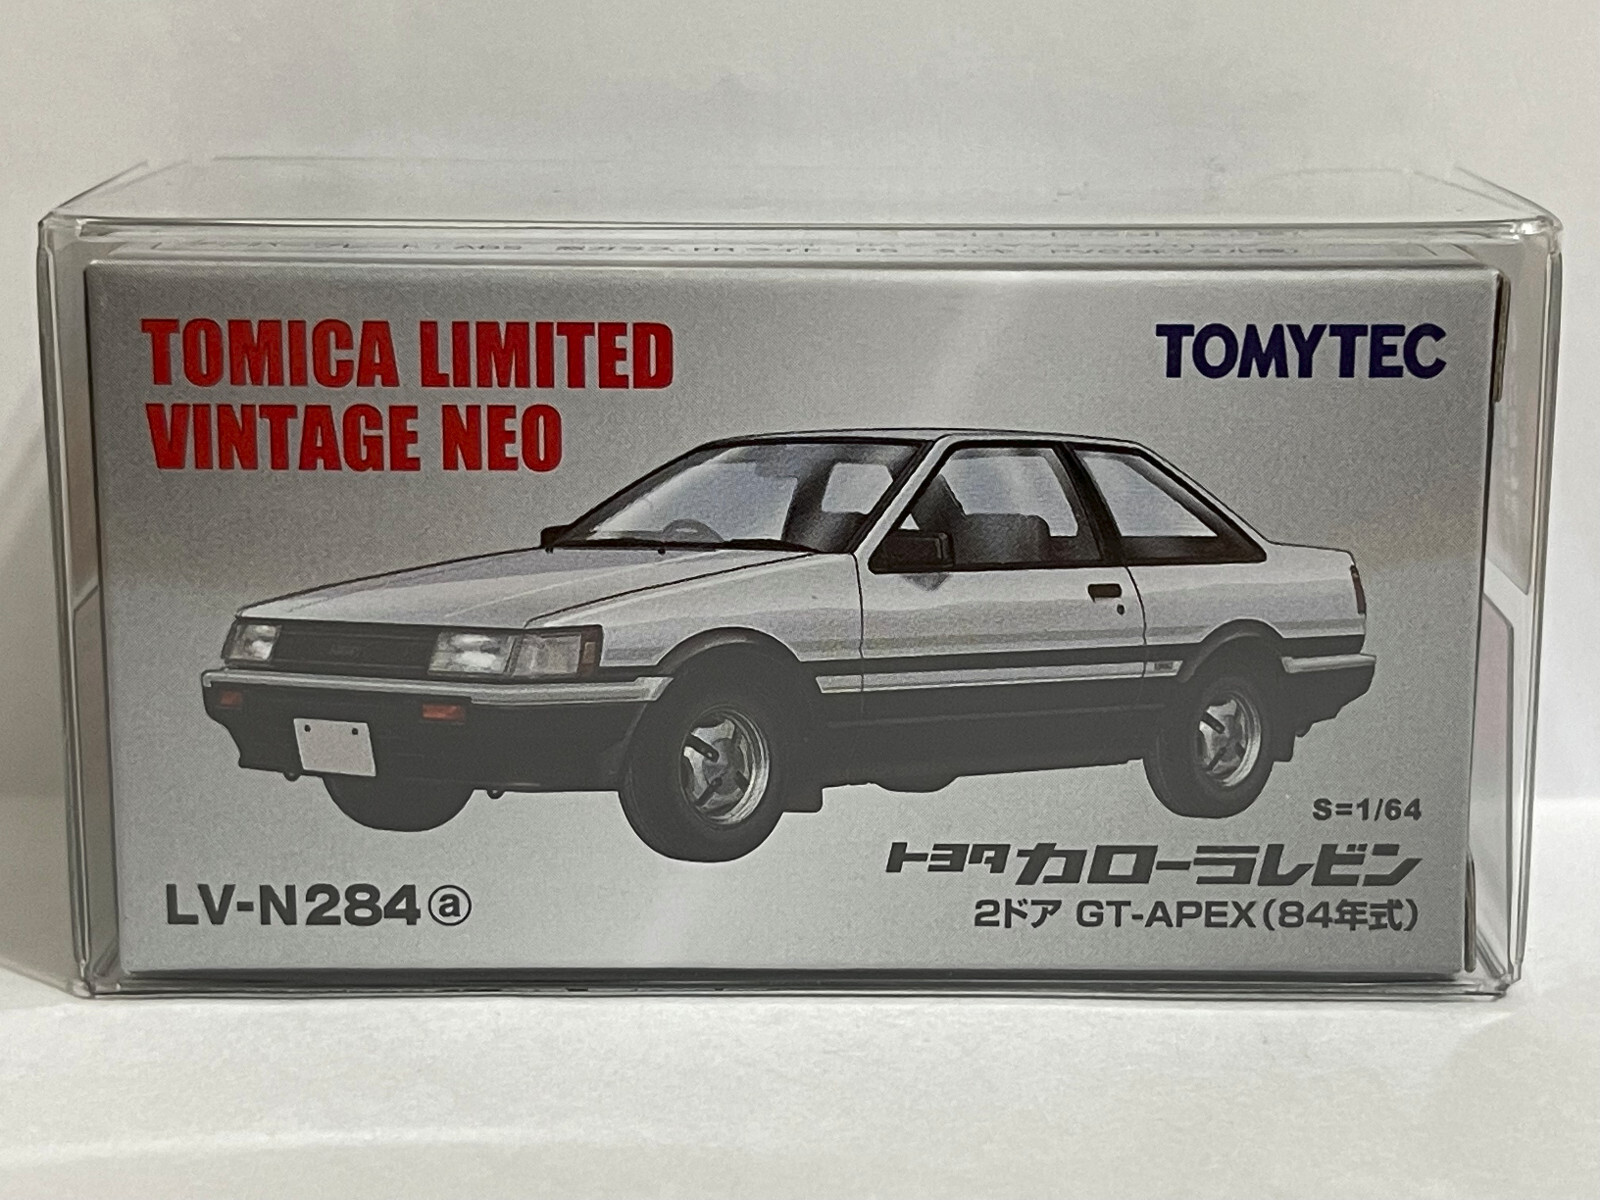 TOMICA LIMITED
VINTAGE NEO
TOMYTEC
S=1/64
トヨタ カローラレビン
2ドア GT-APEX（84年式）
LV-N284ⓐ